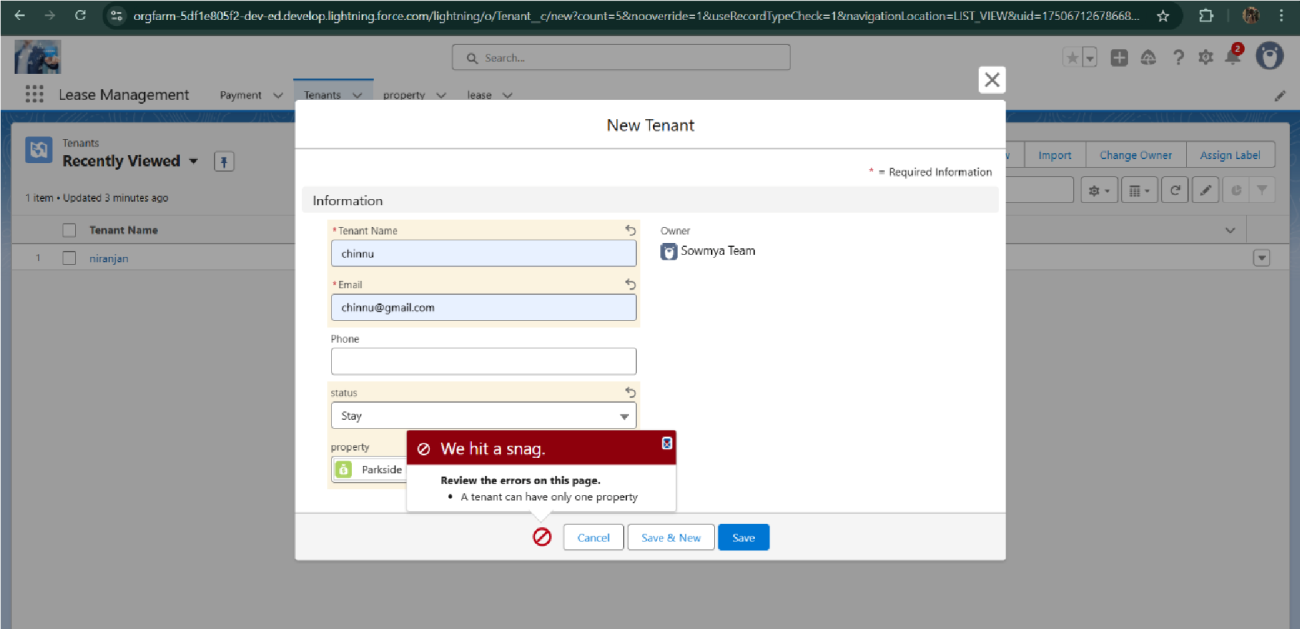 orgfarm-5df1e805f2-dev-ed.develop.lightning.force.com/lightning/o/Tenant__c/new?count=5&nooverride=1&useRecordTypeCheck=1&navigationLocation=LIST_VIEW&uid=17506712678668...
Search...
2
Lease Management
Payment
Tenants
property
lease
New Tenant
Tenants
Recently Viewed
Import
Change Owner
Assign Label
* = Required Information
1 item • Updated 3 minutes ago
Information
Tenant Name
1
niranjan
* Tenant Name
chinnu
Owner
Sowmya Team
* Email
chinnu@gmail.com
Phone
status
Stay
property
Parkside
We hit a snag.
Review the errors on this page.
• A tenant can have only one property
Cancel
Save & New
Save